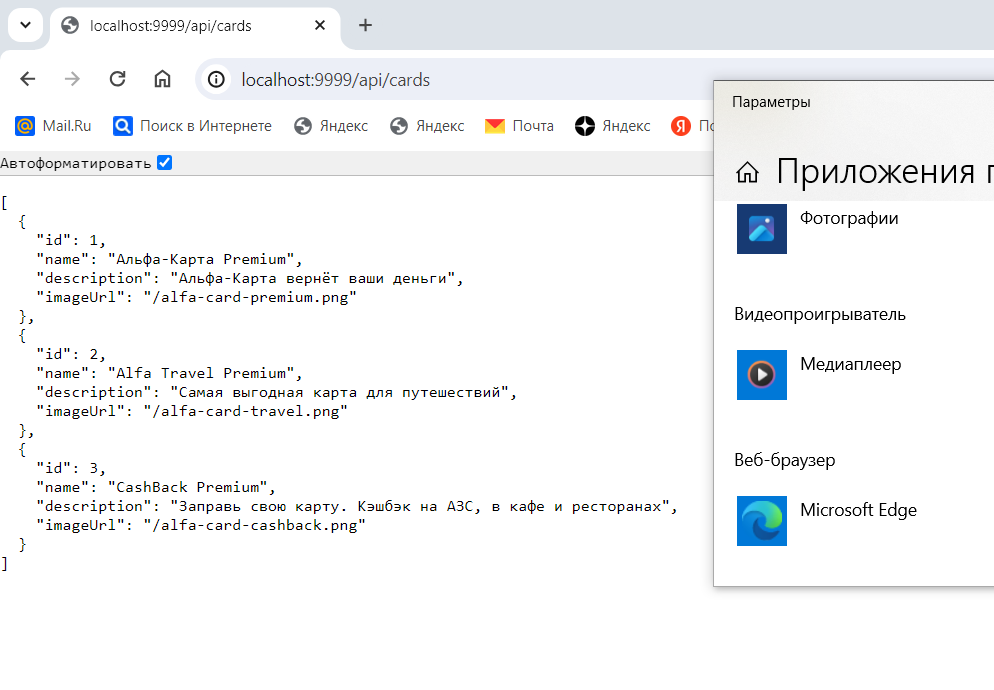 localhost:9999/api/cards
localhost:9999/api/cards
Mail.Ru Поиск в Интернете Яндекс Яндекс Почта Яндекс
Автоформатировать
[
{
"id": 1,
"name": "Альфа-Карта Premium",
"description": "Альфа-Карта вернёт ваши деньги",
"imageUrl": "/alfa-card-premium.png"
},
{
"id": 2,
"name": "Alfa Travel Premium",
"description": "Самая выгодная карта для путешествий",
"imageUrl": "/alfa-card-travel.png"
},
{
"id": 3,
"name": "CashBack Premium",
"description": "Заправь свою карту. Кэшбэк на АЗС, в кафе и ресторанах",
"imageUrl": "/alfa-card-cashback.png"
}
]
Параметры
Приложения
Фотографии
Видеопроигрыватель
Медиаплеер
Веб-браузер
Microsoft Edge